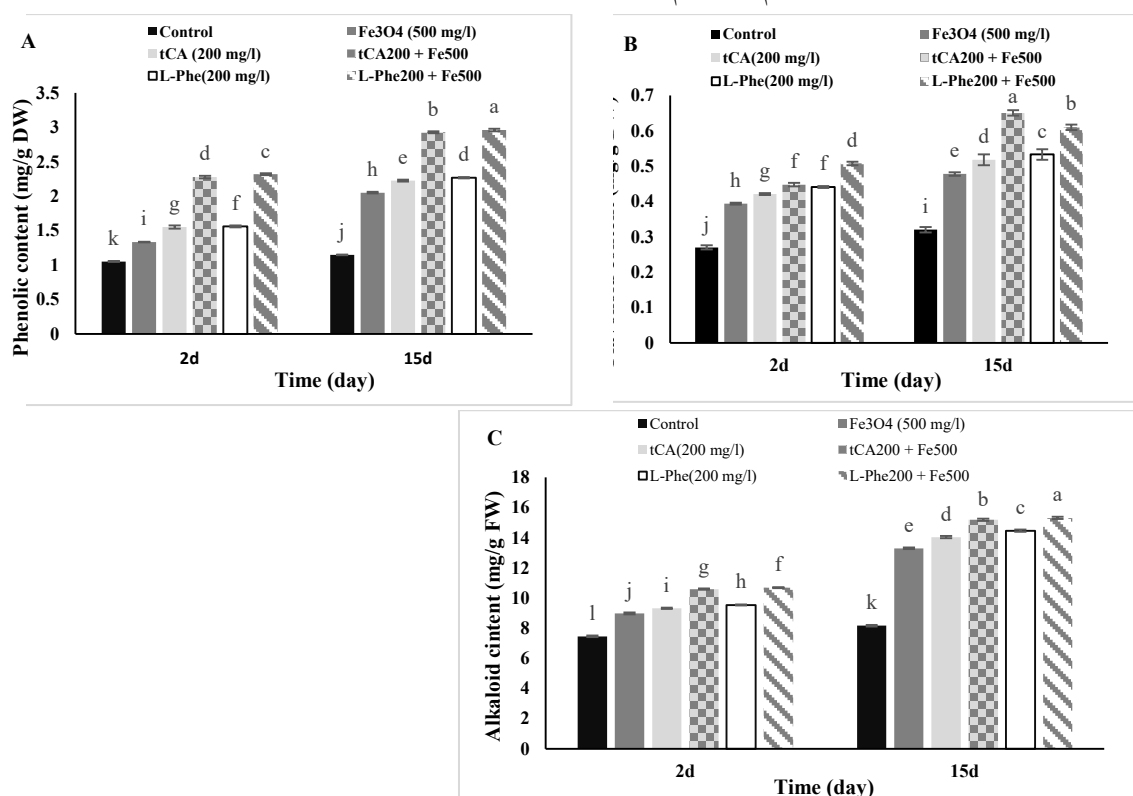 A
Control
Fe3O4 (500 mg/l)
tCA (200 mg/l)
tCA200 + Fe500
L-Phe(200 mg/l)
L-Phe200 + Fe500
Phenolic content (mg/g DW)
3.5
3
2.5
2
1.5
1
0.5
0
k i g d f c
j h e b d a
2d 15d
Time (day)
B
Control
Fe3O4 (500 mg/l)
tCA(200 mg/l)
tCA200 + Fe500
L-Phe(200 mg/l)
L-Phe200 + Fe500
0.7
0.6
0.5
0.4
0.3
0.2
0.1
0
j h g f f d
i e d a c b
2d 15d
Time (day)
C
Control
Fe3O4 (500 mg/l)
tCA(200 mg/l)
tCA200 + Fe500
L-Phe(200 mg/l)
L-Phe200 + Fe500
Alkaloid cintent (mg/g FW)
18
16
14
12
10
8
6
4
2
0
l j i g h f
k e d b c a
2d 15d
Time (day)